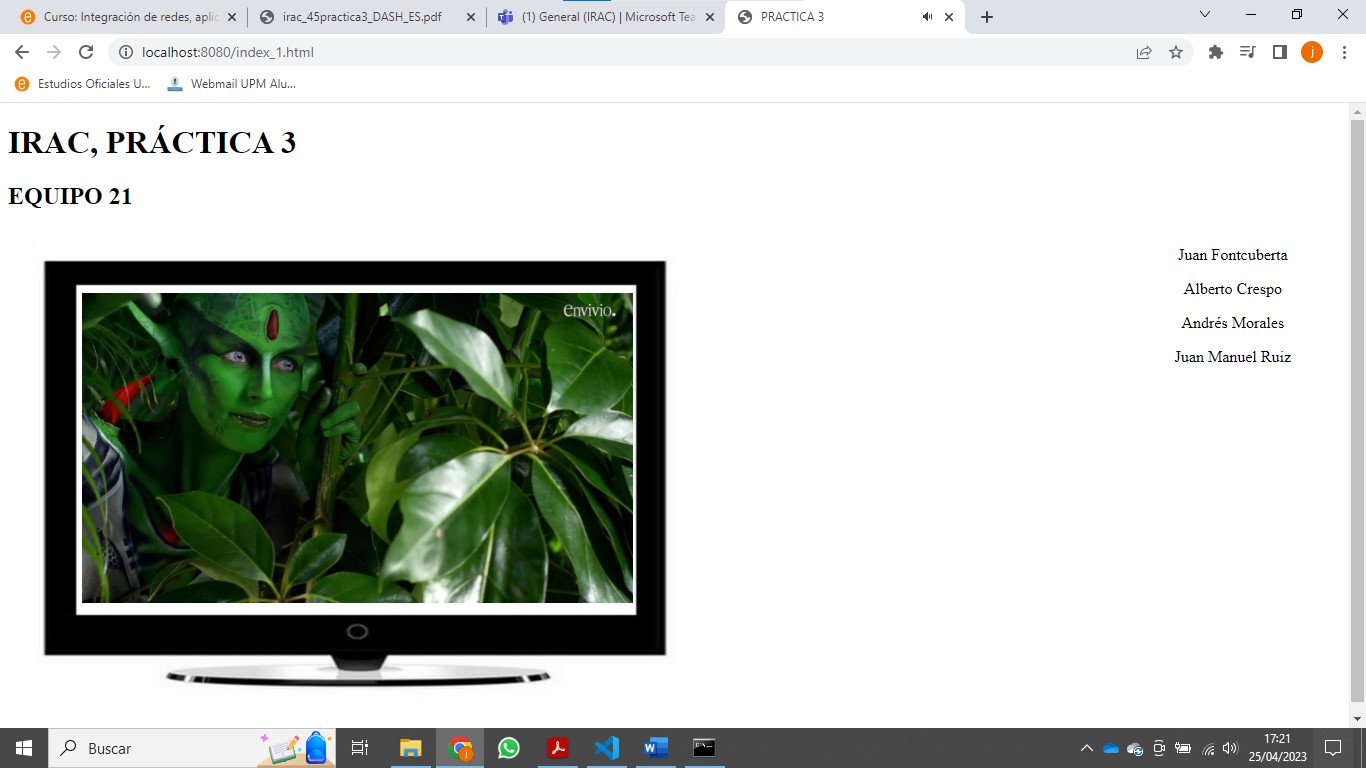 Curso: Integración de redes, aplic
irac_45practica3_DASH_ES.pdf
(1) General (IRAC) | Microsoft Tea
PRACTICA 3
localhost:8080/index_1.html
j
e Estudios Oficiales U...
Webmail UPM Alu...
IRAC, PRÁCTICA 3
EQUIPO 21
envivio.
Juan Fontcuberta
Alberto Crespo
Andrés Morales
Juan Manuel Ruiz
Buscar
17:21
25/04/2023